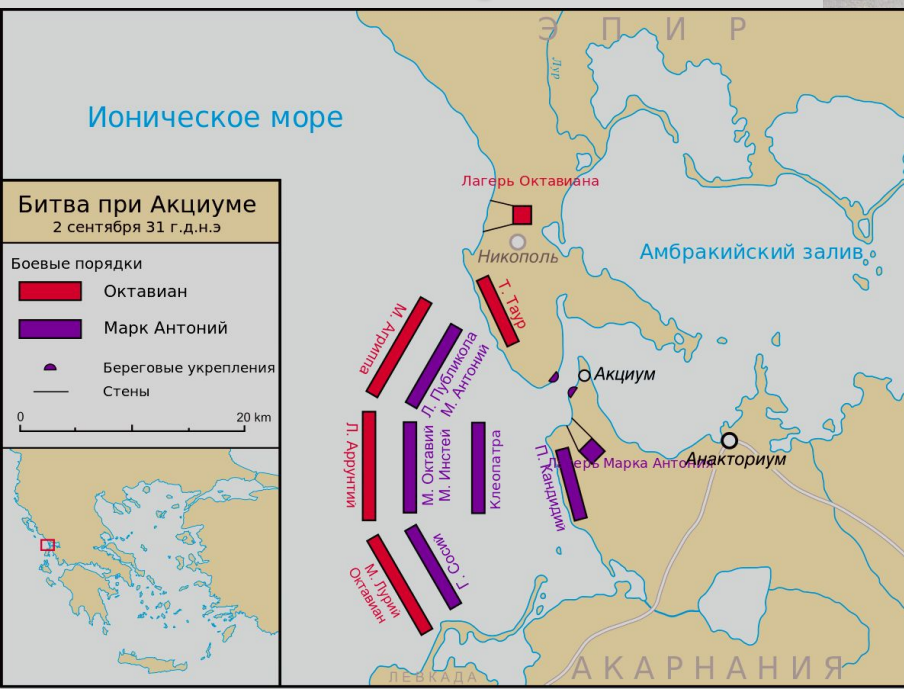 ЭПИР
Лур
Ионическое море
Лагерь Октавиана
Битва при Акциуме
2 сентября 31 г.д.н.э
Боевые порядки
Октавиан
Марк Антоний
Береговые укрепления
Стены
0
20 km
Никополь
Амбракийский залив
Т. Таур
М. Агриппа
Л. Публикола
М. Антоний
Акциум
Л. Аррунтий
М. Октавий
М. Инстей
Клеопатра
П. Кандидий
Лагерь Марка Антония
Анакториум
Г. Сосий
М. Лурий
Октавиан
ЛЕВКАДА
АКАРНАНИЯ